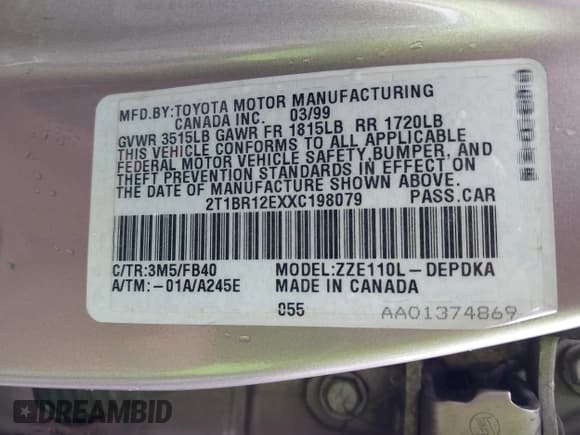 MFD.BY:TOYOTA MOTOR MANUFACTURING
CANADA INC. 03/99
GVWR 3515LB GAWR FR 1815LB RR 1720LB
THIS VEHICLE CONFORMS TO ALL APPLICABLE
FEDERAL MOTOR VEHICLE SAFETY,BUMPER, AND
THEFT PREVENTION STANDARDS IN EFFECT ON
THE DATE OF MANUFACTURE SHOWN ABOVE.
2T1BR12EXXC198079 PASS.CAR
C/TR:3M5/FB40 MODEL:ZZE110L-DEPDKA
A/TM:-01A/A245E MADE IN CANADA
055 AA01374869
DREAMBID